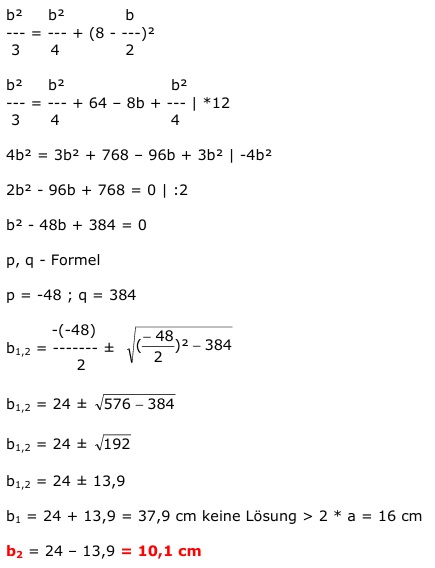 b²     b²           b
--- = --- + (8 - ---)²
3      4            2
b²     b²                    b²
--- = --- + 64 – 8b + --- | *12
3      4                     4
4b² = 3b² + 768 – 96b + 3b² | -4b²
2b² - 96b + 768 = 0 | :2
b² - 48b + 384 = 0
p, q - Formel
p = -48 ; q = 384
-(-48)
b₁,₂ = ------- ± √((– 48/2)² – 384)
2
b₁,₂ = 24 ± √(576 – 384)
b₁,₂ = 24 ± √192
b₁,₂ = 24 ± 13,9
b₁ = 24 + 13,9 = 37,9 cm keine Lösung > 2 * a = 16 cm
b₂ = 24 – 13,9 = 10,1 cm